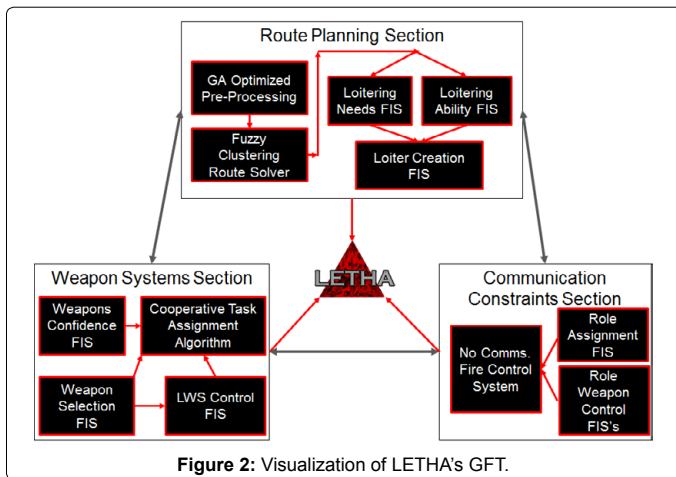 Route Planning Section
GA Optimized
Pre-Processing
Fuzzy
Clustering
Route Solver
Loitering
Needs FIS
Loitering
Ability FIS
Loiter Creation
FIS
LETHA
Weapon Systems Section
Weapons
Confidence
FIS
Cooperative Task
Assignment
Algorithm
Weapon
Selection
FIS
LWS Control
FIS
Communication
Constraints Section
No Comms.
Fire Control
System
Role
Assignment
FIS
Role
Weapon
Control
FIS's
Figure 2: Visualization of LETHA's GFT.